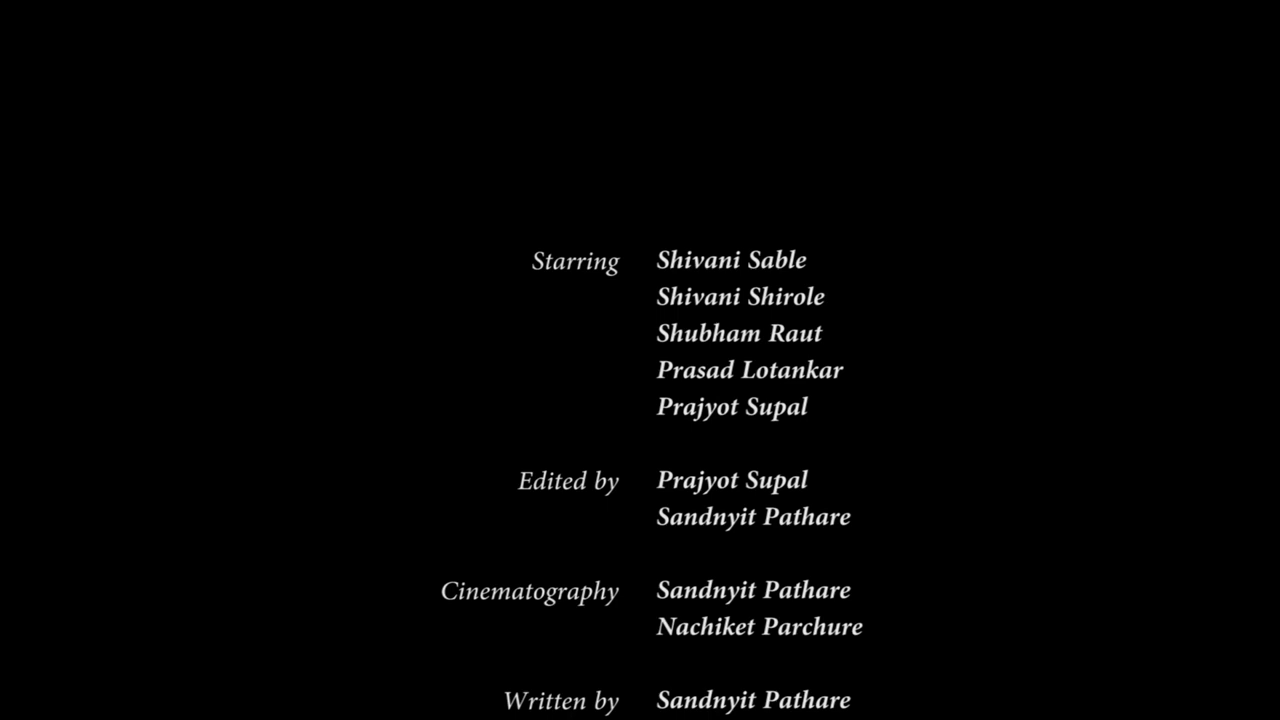 Starring Shivani Sable
Shivani Shirole
Shubham Raut
Prasad Lotankar
Prajyot Supal
Edited by Prajyot Supal
Sandnyit Pathare
Cinematography Sandnyit Pathare
Nachiket Parchure
Written by Sandnyit Pathare